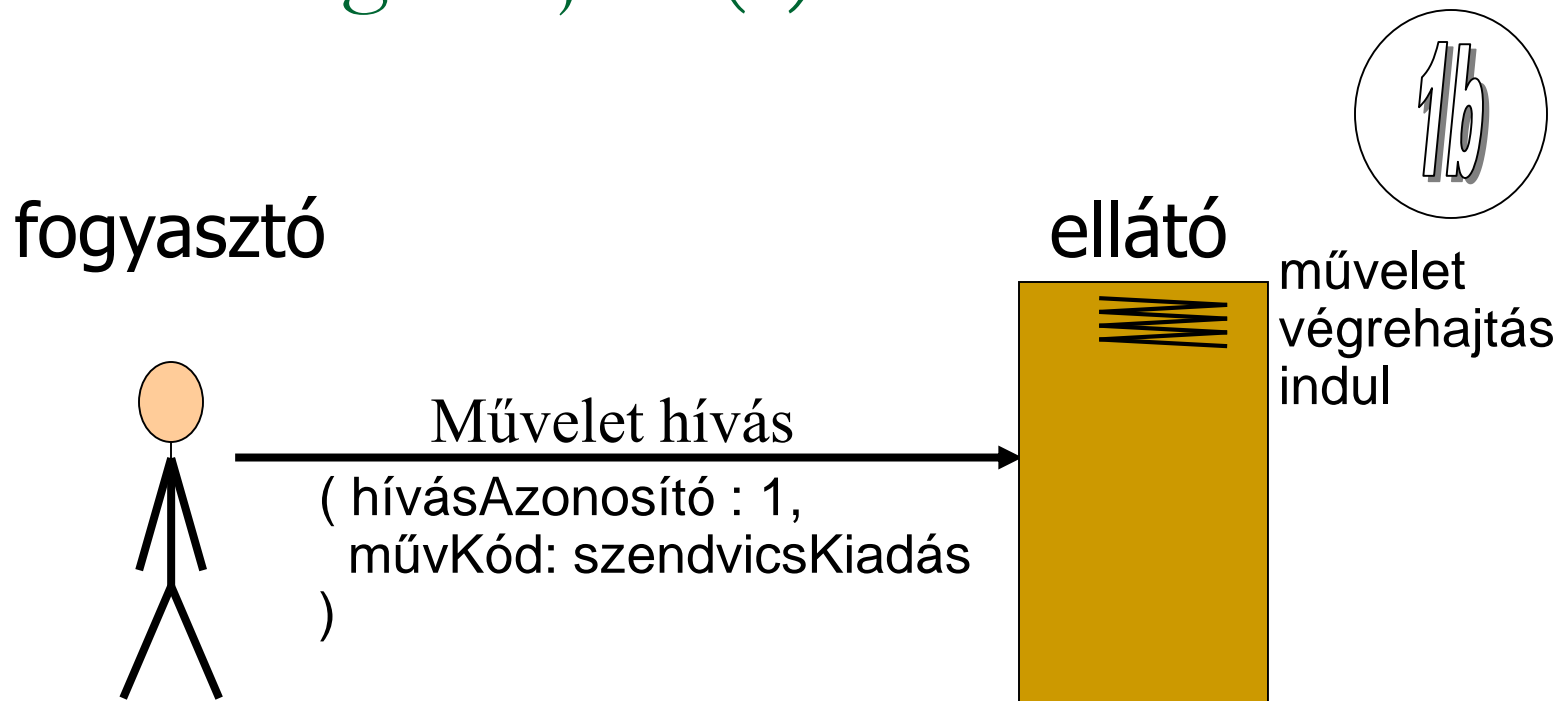 1b
fogyasztó
ellátó
művelet
végrehajtás
indul
Művelet hívás
( hívásAzonosító : 1,
művKód: szendvicsKiadás
)